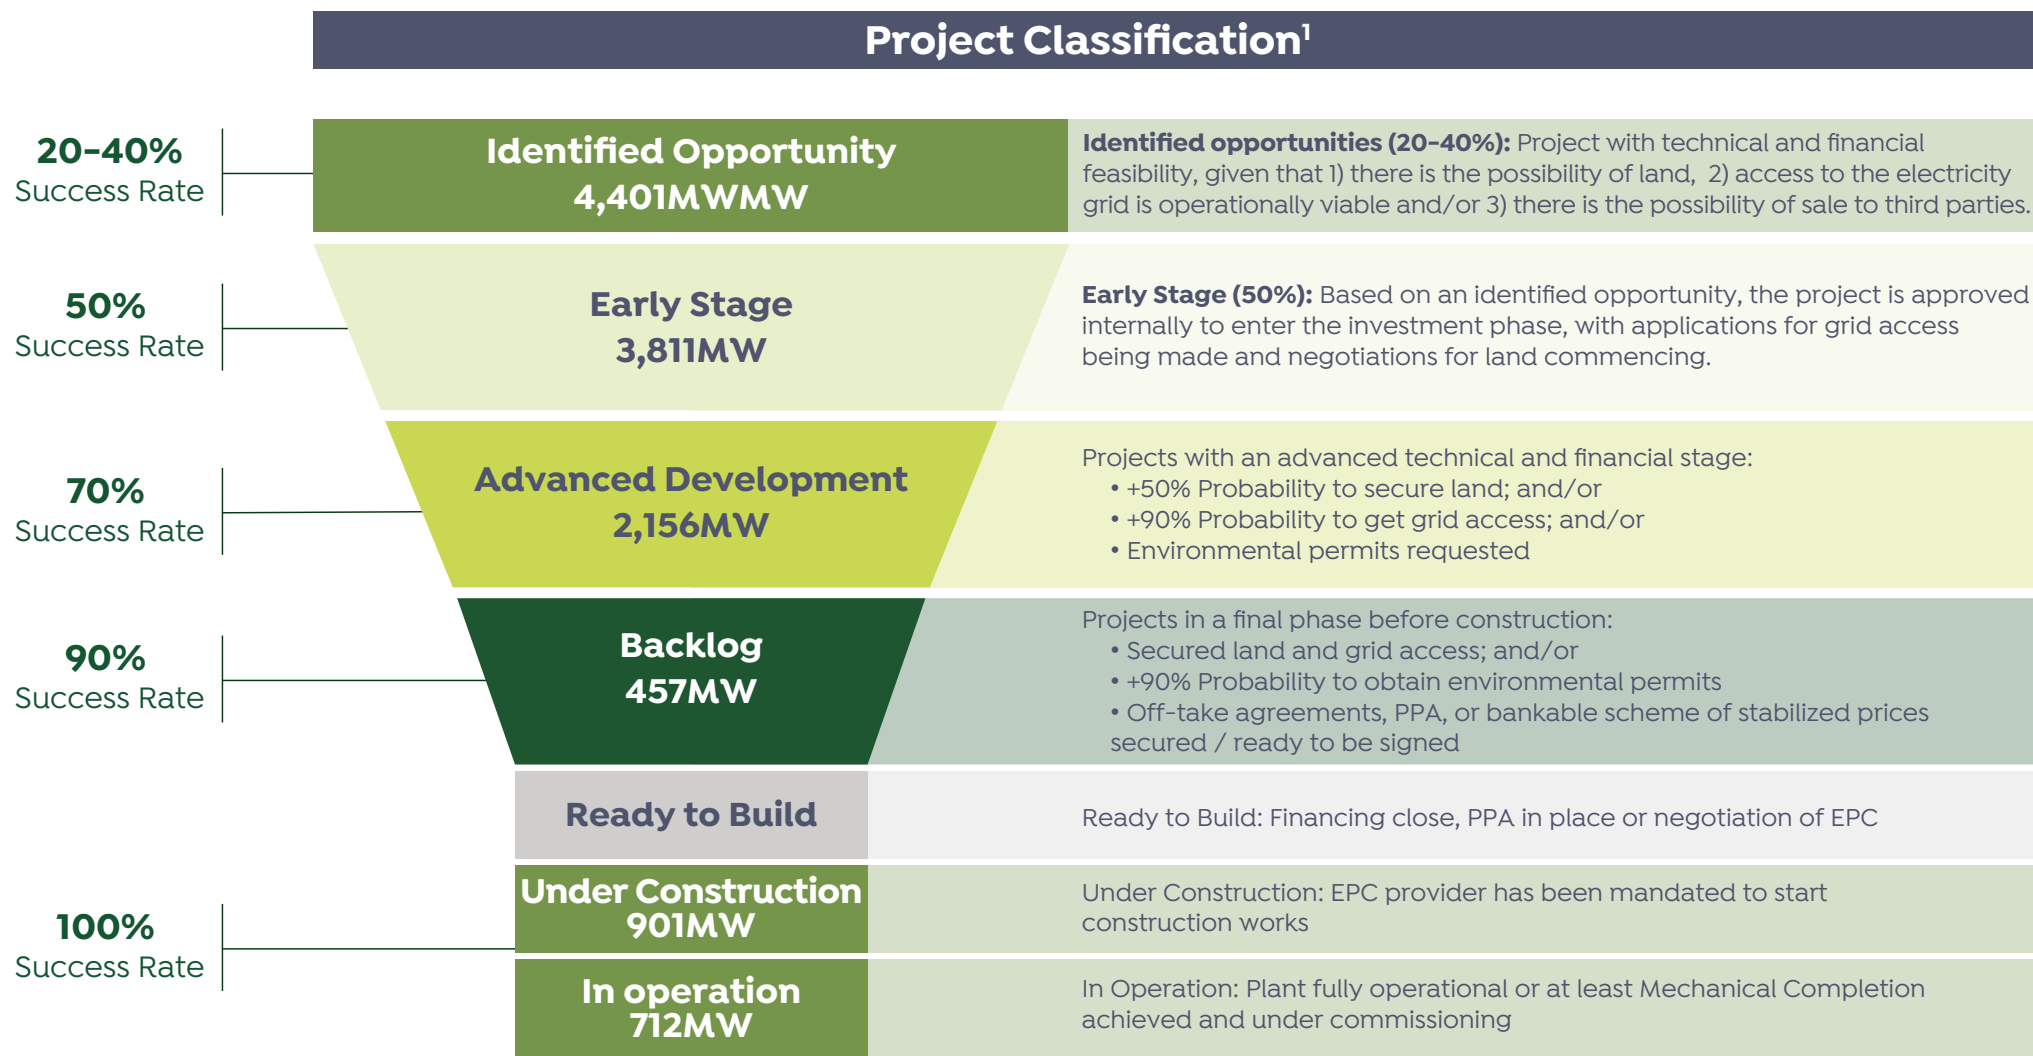 Project Classification¹
20-40%
Success Rate
Identified Opportunity
4,401MWMW
Identified opportunities (20-40%): Project with technical and financial
feasibility, given that 1) there is the possibility of land, 2) access to the electricity
grid is operationally viable and/or 3) there is the possibility of sale to third parties.
50%
Success Rate
Early Stage
3,811MW
Early Stage (50%): Based on an identified opportunity, the project is approved
internally to enter the investment phase, with applications for grid access
being made and negotiations for land commencing.
70%
Success Rate
Advanced Development
2,156MW
Projects with an advanced technical and financial stage:
• +50% Probability to secure land; and/or
• +90% Probability to get grid access; and/or
• Environmental permits requested
90%
Success Rate
Backlog
457MW
Projects in a final phase before construction:
• Secured land and grid access; and/or
• +90% Probability to obtain environmental permits
• Off-take agreements, PPA, or bankable scheme of stabilized prices
secured / ready to be signed
Ready to Build
Ready to Build: Financing close, PPA in place or negotiation of EPC
100%
Success Rate
Under Construction
901MW
Under Construction: EPC provider has been mandated to start
construction works
In operation
712MW
In Operation: Plant fully operational or at least Mechanical Completion
achieved and under commissioning